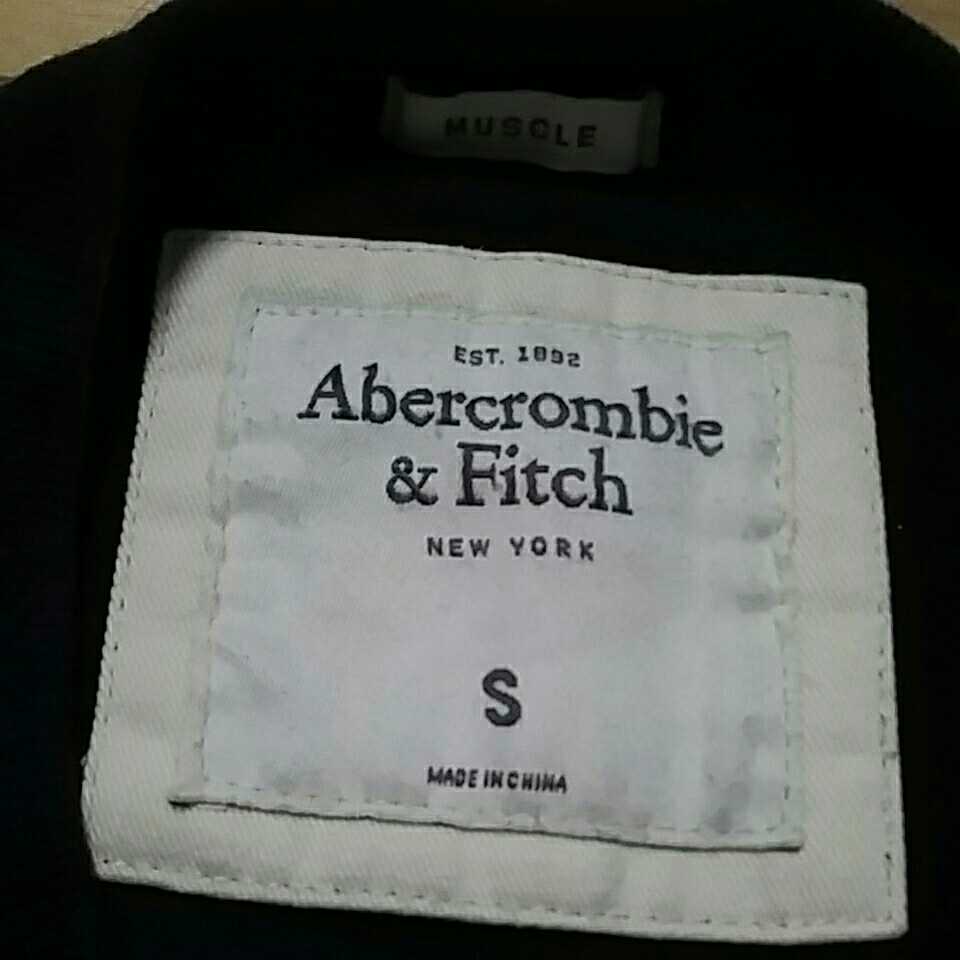 MUSCLE
EST. 1892
Abercrombie
& Fitch
NEW YORK
S
MADE IN CHINA